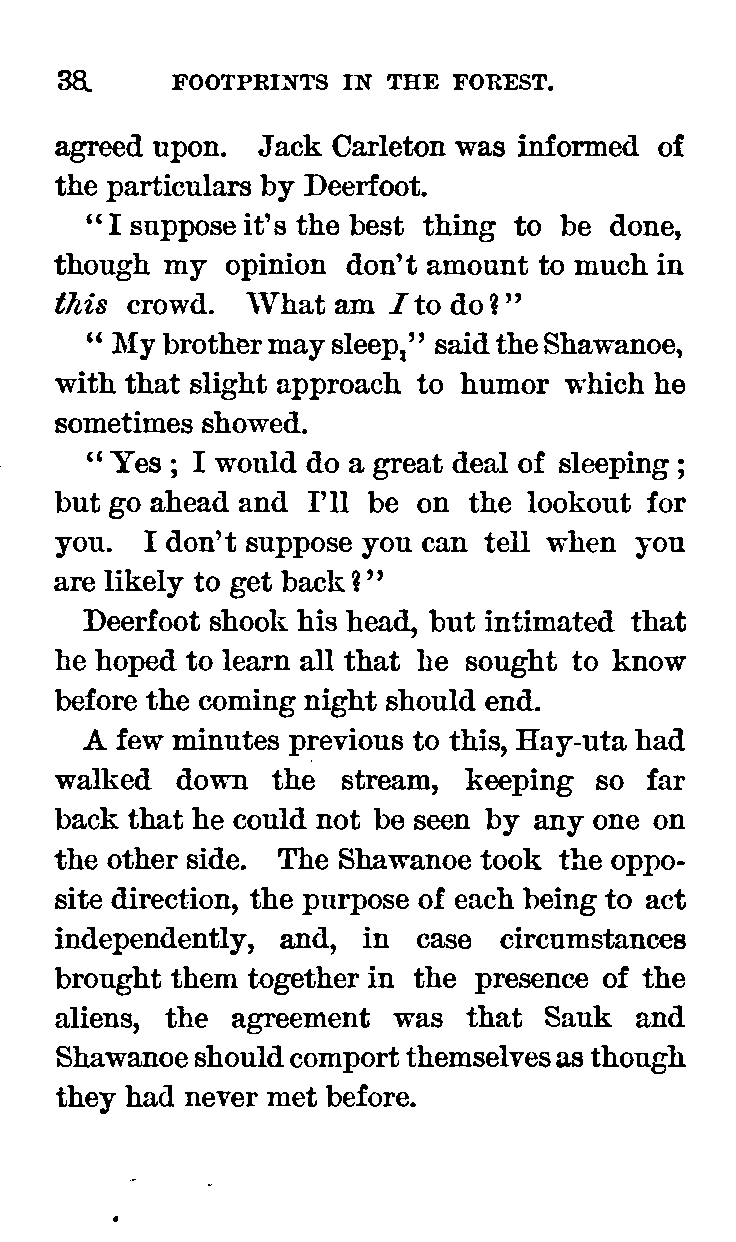 38 FOOTPRINTS IN THE FOREST.
agreed upon. Jack Carleton was informed of
the particulars by Deerfoot.
“I suppose it’s the best thing to be done,
though my opinion don’t amount to much in
this crowd. What am I to do?”
“My brother may sleep,” said the Shawanoe,
with that slight approach to humor which he
sometimes showed.
“Yes; I would do a great deal of sleeping;
but go ahead and I’ll be on the lookout for
you. I don’t suppose you can tell when you
are likely to get back?”
Deerfoot shook his head, but intimated that
he hoped to learn all that he sought to know
before the coming night should end.
A few minutes previous to this, Hay-uta had
walked down the stream, keeping so far
back that he could not be seen by any one on
the other side. The Shawanoe took the oppo-
site direction, the purpose of each being to act
independently, and, in case circumstances
brought them together in the presence of the
aliens, the agreement was that Sauk and
Shawanoe should comport themselves as though
they had never met before.